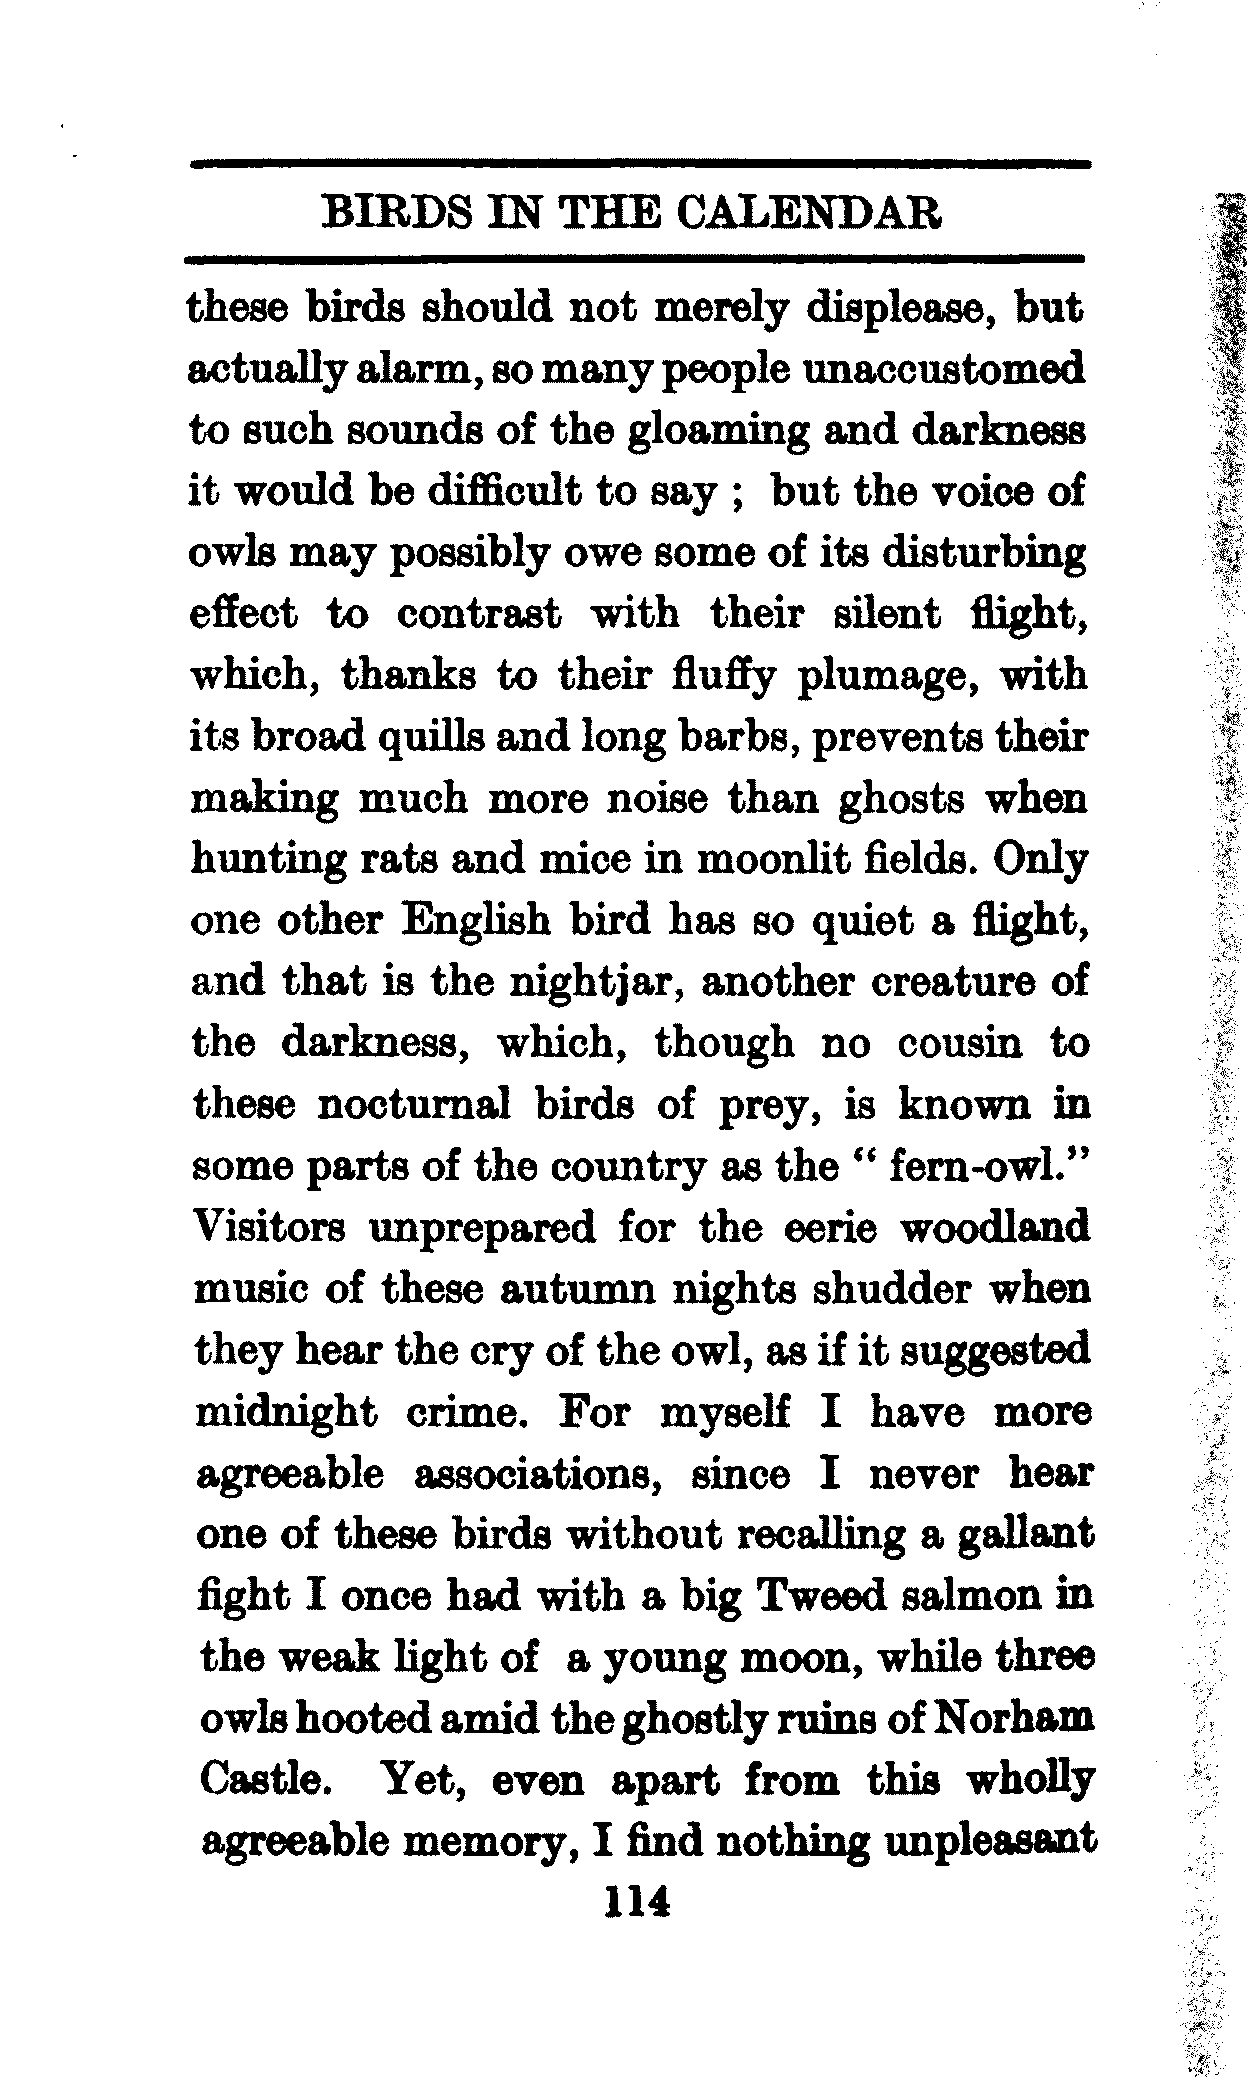 BIRDS IN THE CALENDAR
these birds should not merely displease, but
actually alarm, so many people unaccustomed
to such sounds of the gloaming and darkness
it would be difficult to say ; but the voice of
owls may possibly owe some of its disturbing
effect to contrast with their silent flight,
which, thanks to their fluffy plumage, with
its broad quills and long barbs, prevents their
making much more noise than ghosts when
hunting rats and mice in moonlit fields. Only
one other English bird has so quiet a flight,
and that is the nightjar, another creature of
the darkness, which, though no cousin to
these nocturnal birds of prey, is known in
some parts of the country as the “ fern-owl.”
Visitors unprepared for the eerie woodland
music of these autumn nights shudder when
they hear the cry of the owl, as if it suggested
midnight crime. For myself I have more
agreeable associations, since I never hear
one of these birds without recalling a gallant
fight I once had with a big Tweed salmon in
the weak light of a young moon, while three
owls hooted amid the ghostly ruins of Norham
Castle. Yet, even apart from this wholly
agreeable memory, I find nothing unpleasant
114